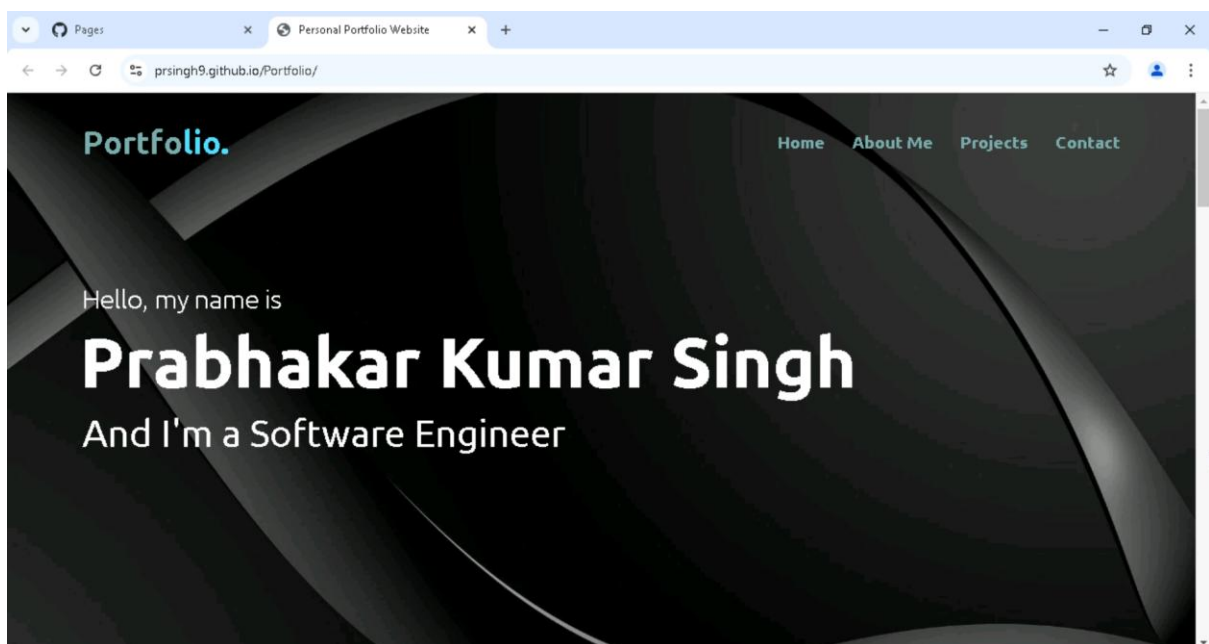 Pages
Personal Portfolio Website
prsingh9.github.io/Portfolio/
Portfolio.
Home About Me Projects Contact
Hello, my name is
Prabhakar Kumar Singh
And I'm a Software Engineer